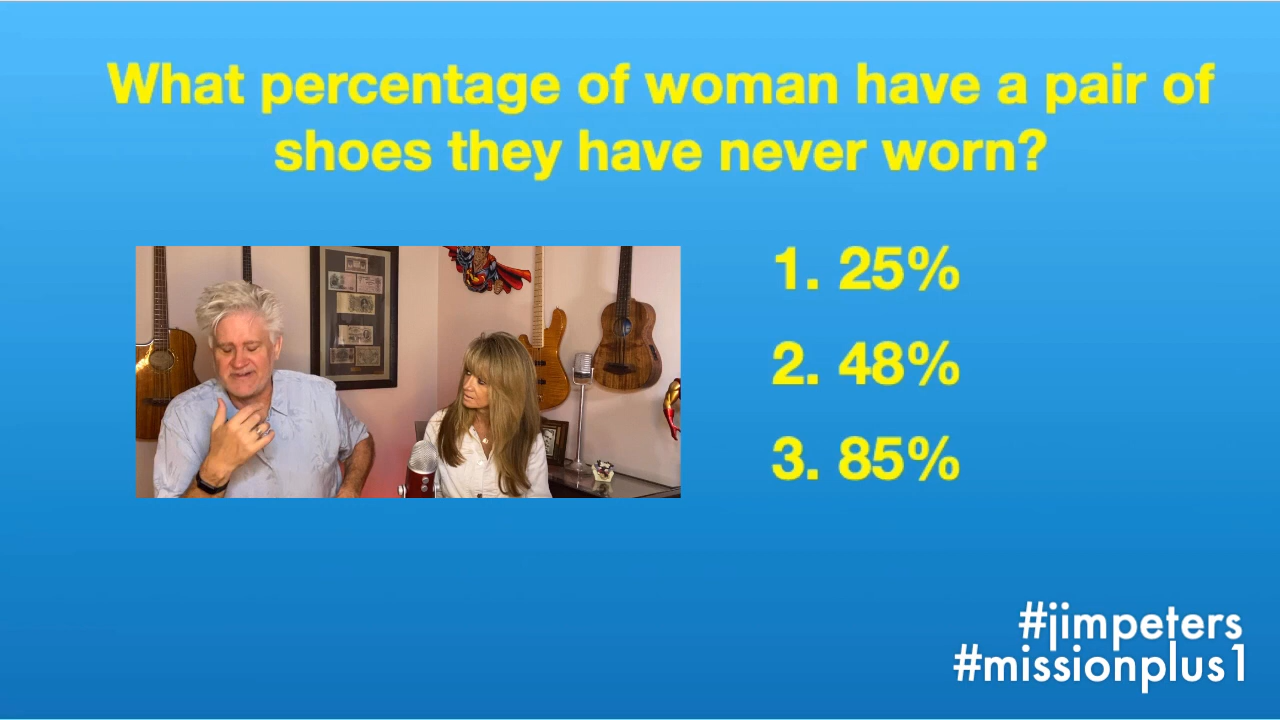 What percentage of woman have a pair of
shoes they have never worn?
1. 25%
2. 48%
3. 85%
#jimpeters
#missionplus1